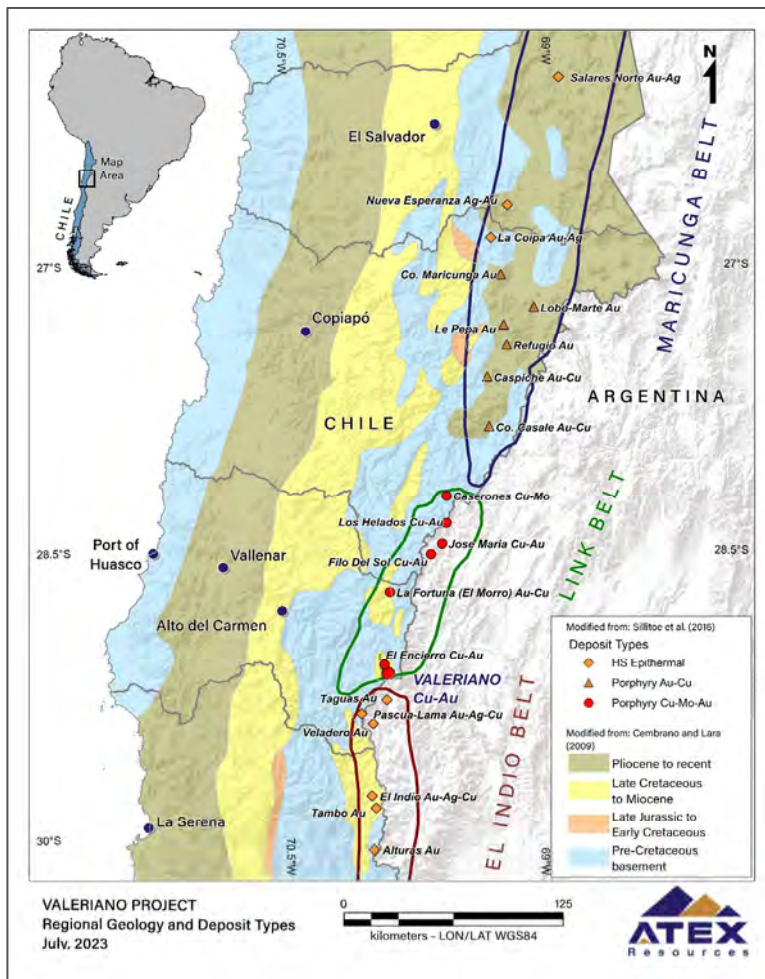 70.5°W
69°W
N
Salares Norte Au-Ag
El Salvador
Map
Area
CHILE
Nueva Esperanza Ag-Au
La Coipa Au-Ag
MARICUNGA BELT
27°S
27°S
Co. Maricunga Au
Lobo-Marte Au
Copiapó
Le Pepa Au
Refugio Au
Caspiche Au-Cu
ARGENTINA
CHILE
Co. Casale Au-Cu
Caserones Cu-Mo
LINK BELT
Los Helados Cu-Au
Jose Maria Cu-Au
Port of
Huasco
28.5°S
28.5°S
Filo Del Sol Cu-Au
Vallenar
La Fortuna (El Morro) Au-Cu
Alto del Carmen
El Encierro Cu-Au
VALERIANO
Cu-Au
Taguas Au
Pascua-Lama Au-Ag-Cu
Veladero Au
EL INDIO BELT
El Indio Au-Ag-Cu
Tambo Au
La Serena
30°S
70.5°W
69°W
Alturas Au
Modified from: Sillitoe et al. (2016)
Deposit Types
HS Epithermal
Porphyry Au-Cu
Porphyry Cu-Mo-Au
Modified from: Cembrano and Lara
(2009)
Pliocene to recent
Late Cretaceous
to Miocene
Late Jurassic to
Early Cretaceous
Pre-Cretaceous
basement
VALERIANO PROJECT
Regional Geology and Deposit Types
July, 2023
0 125
kilometers - LON/LAT WGS84
ATEX
Resources